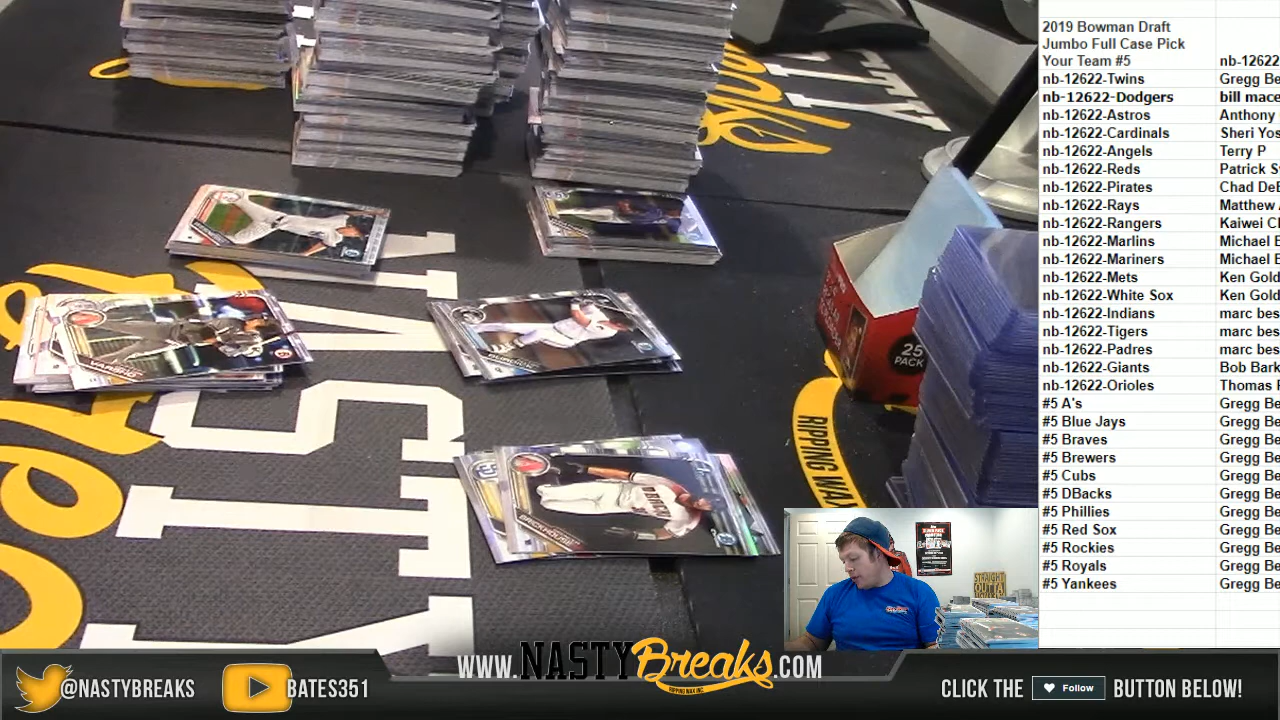 2019 Bowman Draft
Jumbo Full Case Pick
Your Team #5 nb-12622
nb-12622-Twins Gregg Be
nb-12622-Dodgers bill mace
nb-12622-Astros Anthony
nb-12622-Cardinals Sheri Yos
nb-12622-Angels Terry P
nb-12622-Reds Patrick S
nb-12622-Pirates Chad DeB
nb-12622-Rays Matthew
nb-12622-Rangers Kaiwei C
nb-12622-Marlins Michael E
nb-12622-Mariners Michael E
nb-12622-Mets Ken Gold
nb-12622-White Sox Ken Gold
nb-12622-Indians marc bes
nb-12622-Tigers marc bes
nb-12622-Padres marc bes
nb-12622-Giants Bob Bark
nb-12622-Orioles Thomas
#5 A's Gregg Be
#5 Blue Jays Gregg Be
#5 Braves Gregg Be
#5 Brewers Gregg Be
#5 Cubs Gregg Be
#5 DBacks Gregg Be
#5 Phillies Gregg Be
#5 Red Sox Gregg Be
#5 Rockies Gregg Be
#5 Royals Gregg Be
#5 Yankees Gregg Be
25
PACK
RIPPING WAX
VARSHO
BRICKHOUSE
STRAIGHT
OUTTA
@NASTYBREAKS
BATES351
WWW.NASTYBreaks.COM
RIPPING WAX INC.
CLICK THE Follow BUTTON BELOW!